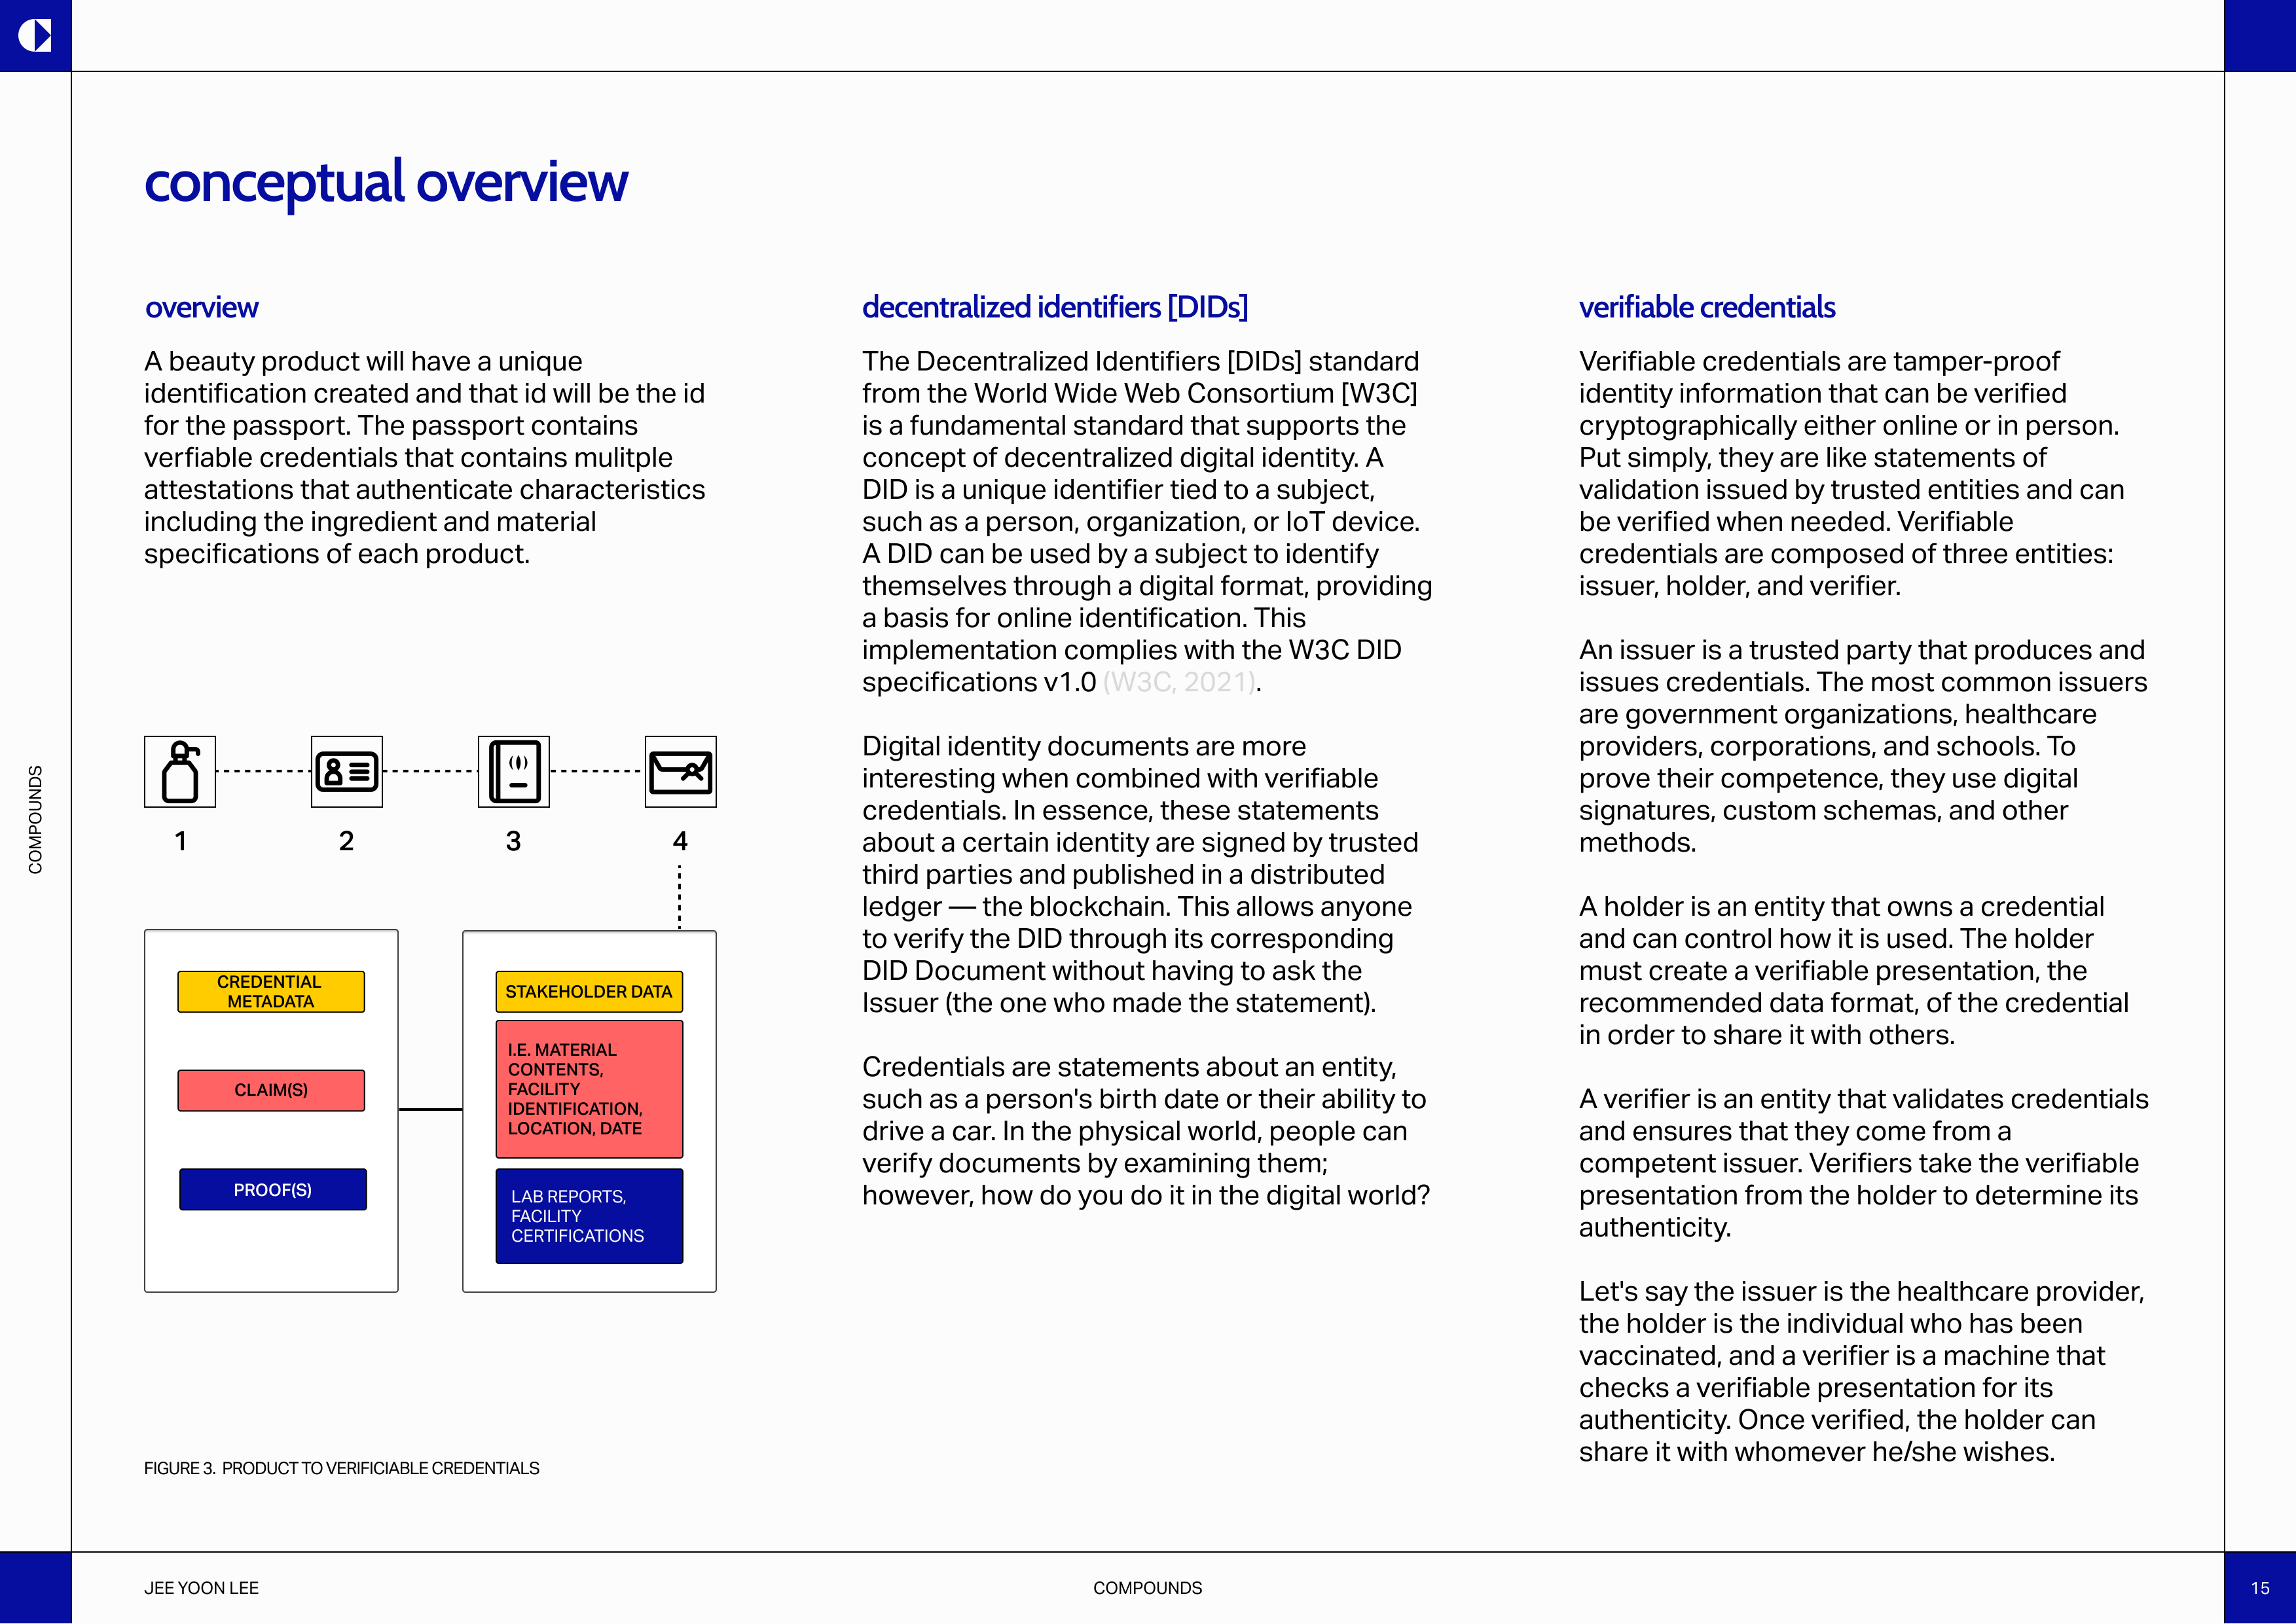 conceptual overview
overview
A beauty product will have a unique
identification created and that id will be the id
for the passport. The passport contains
verfiable credentials that contains mulitple
attestations that authenticate characteristics
including the ingredient and material
specifications of each product.
1
2
3
4
CREDENTIAL
METADATA
CLAIM(S)
PROOF(S)
STAKEHOLDER DATA
I.E. MATERIAL
CONTENTS,
FACILITY
IDENTIFICATION,
LOCATION, DATE
LAB REPORTS,
FACILITY
CERTIFICATIONS
FIGURE 3. PRODUCT TO VERIFICIABLE CREDENTIALS
decentralized identifiers [DIDs]
The Decentralized Identifiers [DIDs] standard
from the World Wide Web Consortium [W3C]
is a fundamental standard that supports the
concept of decentralized digital identity. A
DID is a unique identifier tied to a subject,
such as a person, organization, or IoT device.
A DID can be used by a subject to identify
themselves through a digital format, providing
a basis for online identification. This
implementation complies with the W3C DID
specifications v1.0 (W3C, 2021).
Digital identity documents are more
interesting when combined with verifiable
credentials. In essence, these statements
about a certain identity are signed by trusted
third parties and published in a distributed
ledger — the blockchain. This allows anyone
to verify the DID through its corresponding
DID Document without having to ask the
Issuer (the one who made the statement).
Credentials are statements about an entity,
such as a person's birth date or their ability to
drive a car. In the physical world, people can
verify documents by examining them;
however, how do you do it in the digital world?
verifiable credentials
Verifiable credentials are tamper-proof
identity information that can be verified
cryptographically either online or in person.
Put simply, they are like statements of
validation issued by trusted entities and can
be verified when needed. Verifiable
credentials are composed of three entities:
issuer, holder, and verifier.
An issuer is a trusted party that produces and
issues credentials. The most common issuers
are government organizations, healthcare
providers, corporations, and schools. To
prove their competence, they use digital
signatures, custom schemas, and other
methods.
A holder is an entity that owns a credential
and can control how it is used. The holder
must create a verifiable presentation, the
recommended data format, of the credential
in order to share it with others.
A verifier is an entity that validates credentials
and ensures that they come from a
competent issuer. Verifiers take the verifiable
presentation from the holder to determine its
authenticity.
Let's say the issuer is the healthcare provider,
the holder is the individual who has been
vaccinated, and a verifier is a machine that
checks a verifiable presentation for its
authenticity. Once verified, the holder can
share it with whomever he/she wishes.
COMPOUNDS
JEE YOON LEE
COMPOUNDS
15